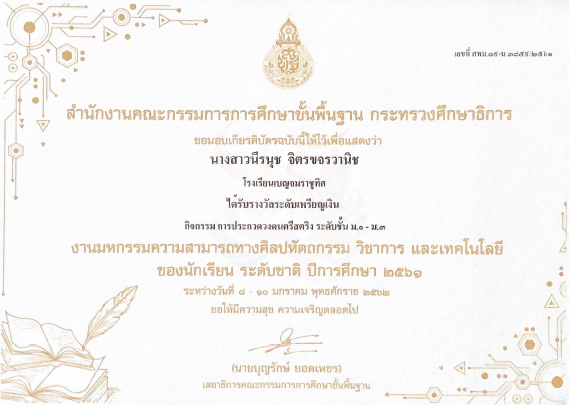 เลขที่ สพม.๓๙-บ.๓๘๕๙/๒๕๖๑
สำนักงานคณะกรรมการการศึกษาขั้นพื้นฐาน กระทรวงศึกษาธิการ
ขอมอบเกียรติบัตรฉบับนี้ให้ไว้เพื่อแสดงว่า
นางสาวนีรนุช จิตรขจรวานิช
โรงเรียนเบญจมราชูทิศ
ได้รับรางวัลระดับเหรียญเงิน
กิจกรรม การประกวดวงดนตรีสตริง ระดับชั้น ม.๑ - ม.๓
งานมหกรรมความสามารถทางศิลปหัตถกรรม วิชาการ และเทคโนโลยี
ของนักเรียน ระดับชาติ ปีการศึกษา ๒๕๖๑
ระหว่างวันที่ ๘ - ๑๐ มกราคม พุทธศักราช ๒๕๖๒
ขอให้มีความสุข ความเจริญตลอดไป
(นายบุญรักษ์ ยอดเพชร)
เลขาธิการคณะกรรมการการศึกษาขั้นพื้นฐาน